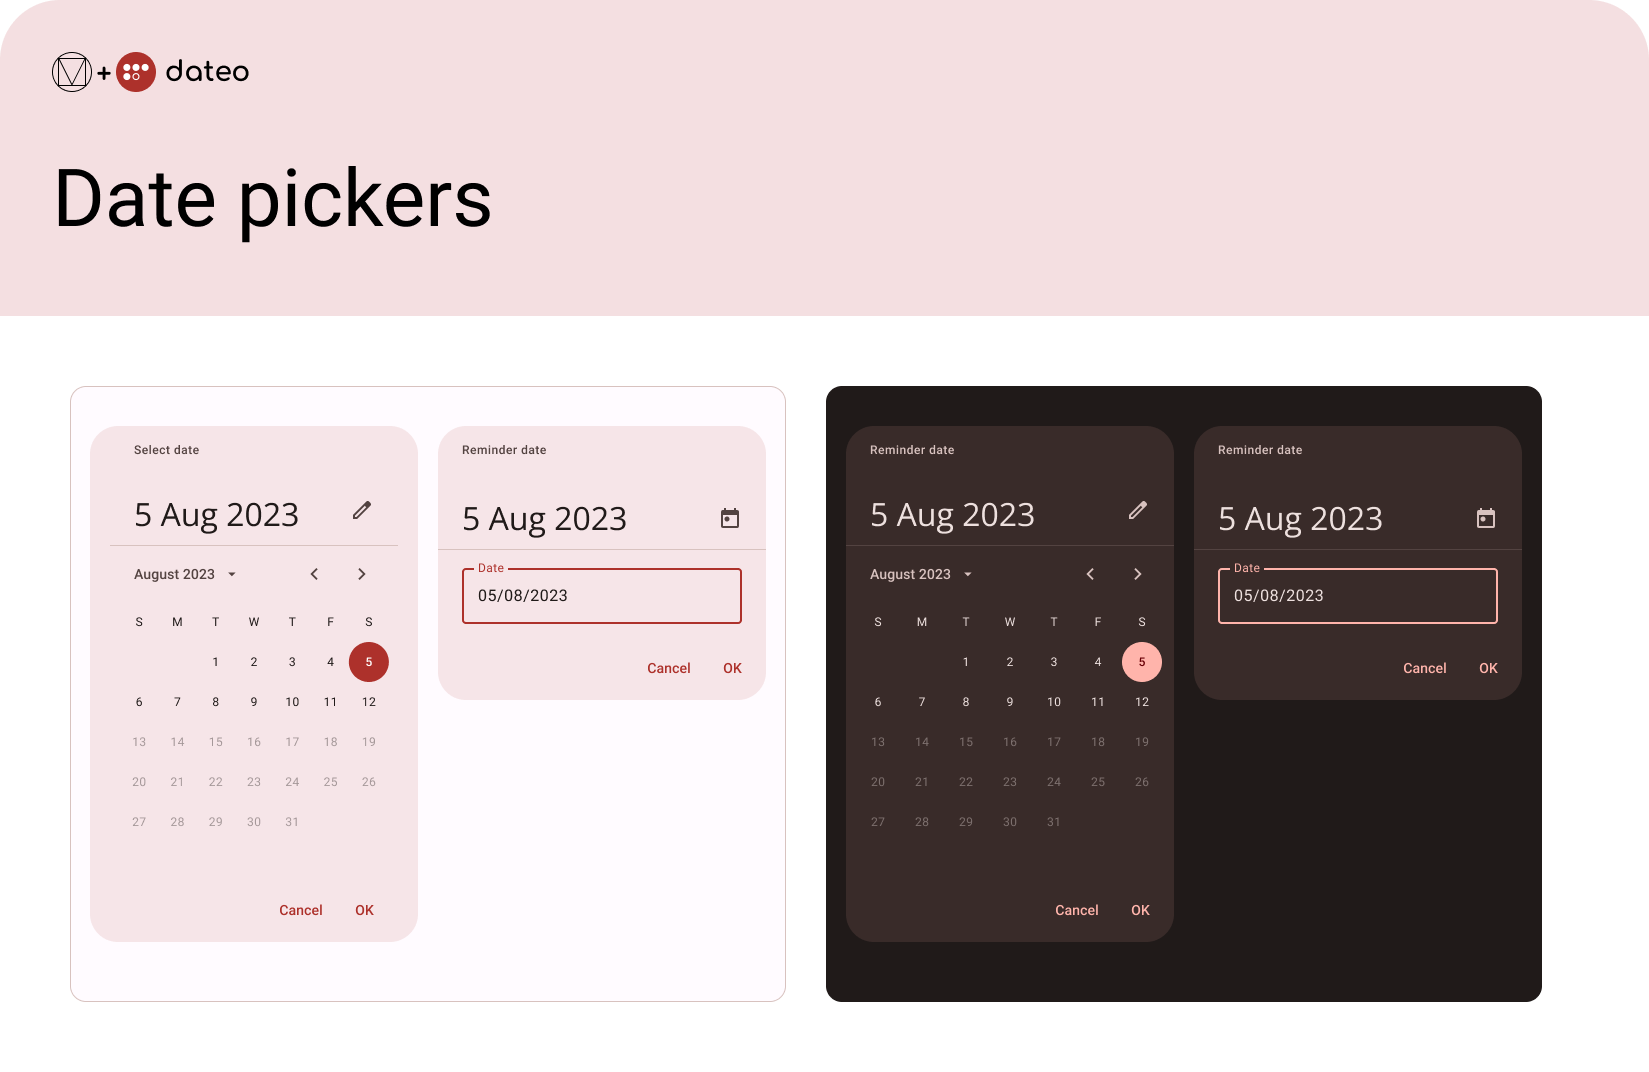 + dateo
Date pickers
Select date
5 Aug 2023
August 2023
S M T W T F S
1 2 3 4 5
6 7 8 9 10 11 12
13 14 15 16 17 18 19
20 21 22 23 24 25 26
27 28 29 30 31
Cancel OK
Reminder date
5 Aug 2023
Date
05/08/2023
Cancel OK
Reminder date
5 Aug 2023
August 2023
S M T W T F S
1 2 3 4 5
6 7 8 9 10 11 12
13 14 15 16 17 18 19
20 21 22 23 24 25 26
27 28 29 30 31
Cancel OK
Reminder date
5 Aug 2023
Date
05/08/2023
Cancel OK